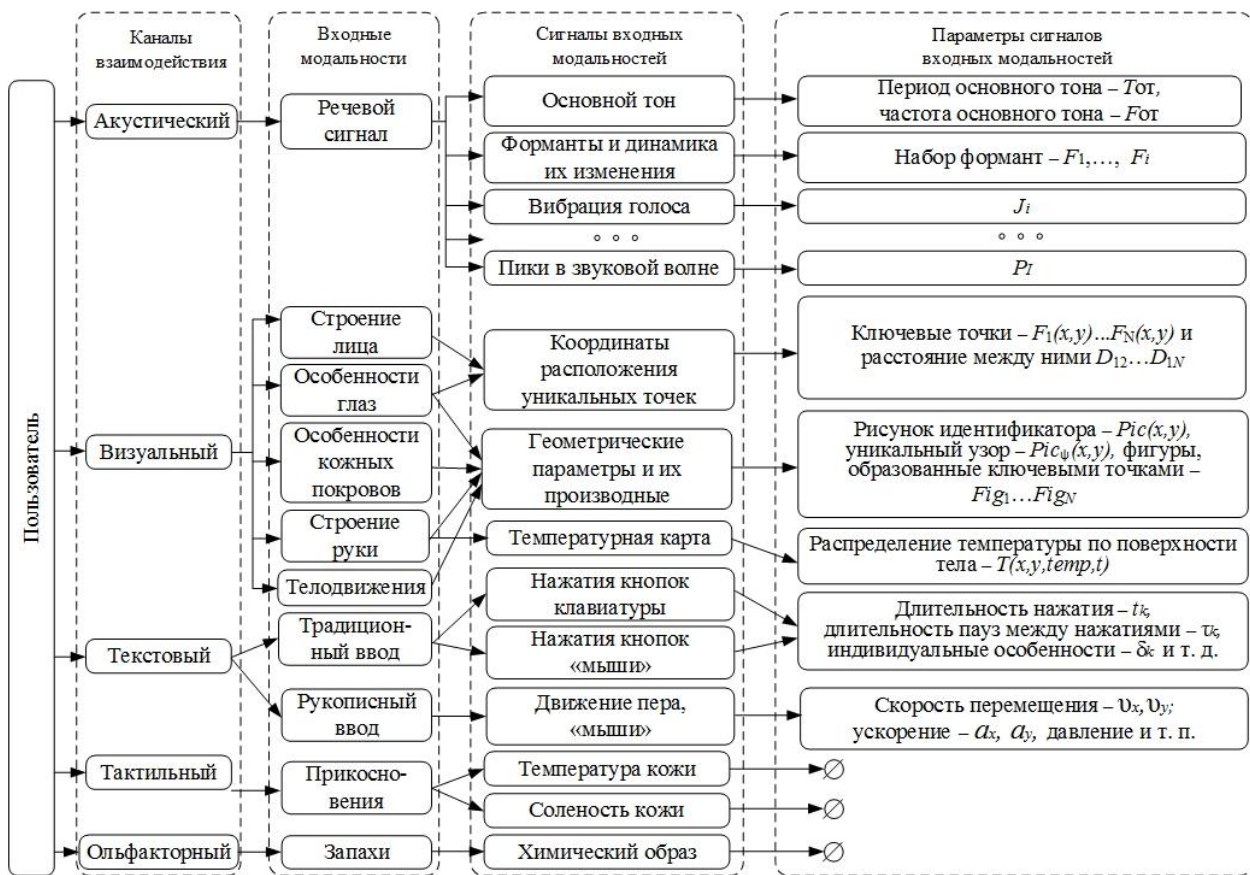 Каналы
взаимодействия
Входные
модальности
Сигналы входных
модальностей
Параметры сигналов
входных модальностей
Пользователь
Акустический
Речевой
сигнал
Основной тон
Период основного тона – Tот,
частота основного тона – Fот
Форманты и динамика
их изменения
Набор формант – F1,…, Fi
Вибрация голоса
Ji
Пики в звуковой волне
PI
Визуальный
Строение
лица
Особенности
глаз
Особенности
кожных
покровов
Строение
руки
Телодвижения
Координаты
расположения
уникальных точек
Ключевые точки – F1(x,y)...FN(x,y) и
расстояние между ними D12...D1N
Геометрические
параметры и их
производные
Рисунок идентификатора – Pic(x,y),
уникальный узор – Picψ(x,y), фигуры,
образованные ключевыми точками –
Fig1...FigN
Температурная карта
Распределение температуры по поверхности
тела – T(x,y,temp,t)
Текстовый
Традицион-
ный ввод
Нажатия кнопок
клавиатуры
Нажатия кнопок
«мыши»
Длительность нажатия – tk,
длительность пауз между нажатиями – τk,
индивидуальные особенности – δk и т. д.
Рукописный
ввод
Движение пера,
«мыши»
Скорость перемещения – υx,υy;
ускорение – ax, ay, давление и т. п.
Тактильный
Прикосно-
вения
Температура кожи
∅
Соленость кожи
∅
Ольфакторный
Запахи
Химический образ
∅